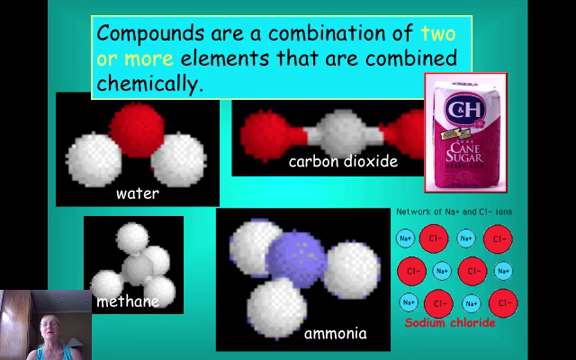 Compounds are a combination of two
or more elements that are combined
chemically.
C&H
PURE
CANE
SUGAR
carbon dioxide
water
Network of Na+ and Cl- Ions
Na+ Cl- Na+ Cl-
Cl- Na+ Cl- Na+
Na+ Cl- Na+ Cl-
Sodium chloride
methane
ammonia